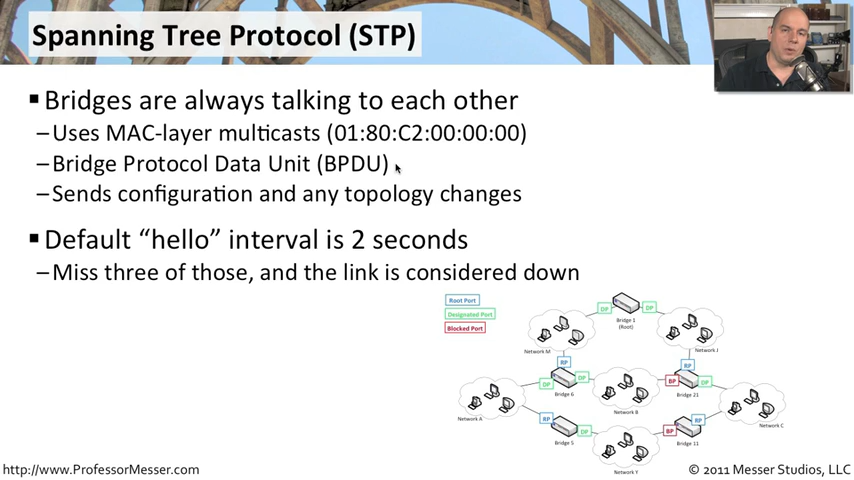 Spanning Tree Protocol (STP)
▪ Bridges are always talking to each other
–Uses MAC-layer multicasts (01:80:C2:00:00:00)
–Bridge Protocol Data Unit (BPDU)
–Sends configuration and any topology changes
▪ Default “hello” interval is 2 seconds
–Miss three of those, and the link is considered down
Root Port
Designated Port
Blocked Port
DP
DP
Bridge 1
(Root)
Network M
Network J
RP
RP
DP
DP
BP
DP
Bridge 6
Bridge 21
Network B
Network A
Network C
RP
DP
BP
RP
Bridge 5
Bridge 11
Network Y
http://www.ProfessorMesser.com
© 2011 Messer Studios, LLC